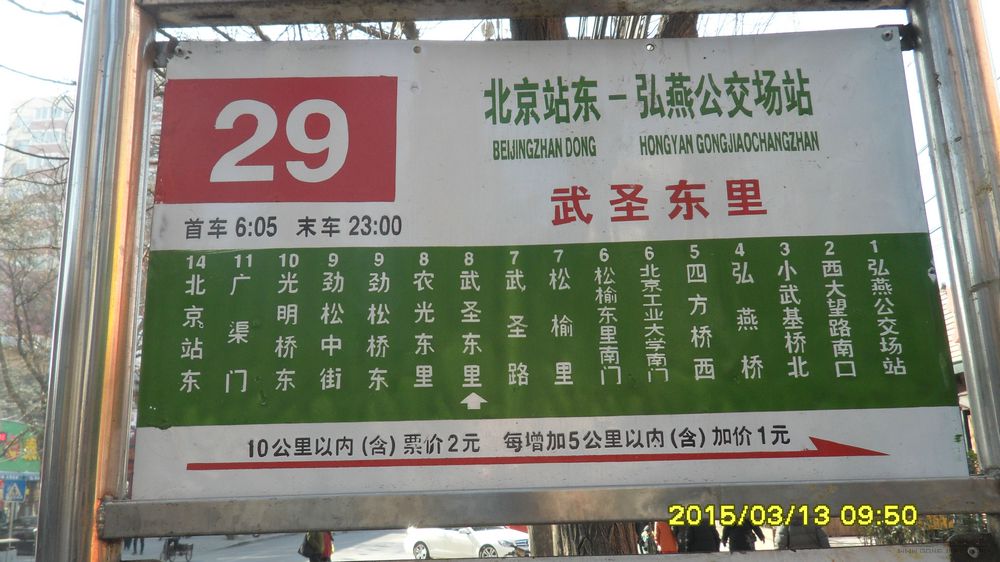 29
北京站东－弘燕公交场站
BEIJINGZHAN DONG HONGYAN GONGJIAOCHANGZHAN
武圣东里
首车 6:05 末车 23:00
14 北京站东
11 广渠门
10 光明桥东
9 劲松中街
9 劲松桥东
8 农光东里
8 武圣东里
7 武圣路
7 松榆里
6 松榆东里南门
6 北京工业大学南门
5 四方桥西
4 弘燕桥
3 小武基桥北
2 西大望路南口
1 弘燕公交场站
10公里以内(含)票价2元 每增加5公里以内(含)加价1元
2015/03/13 09:50